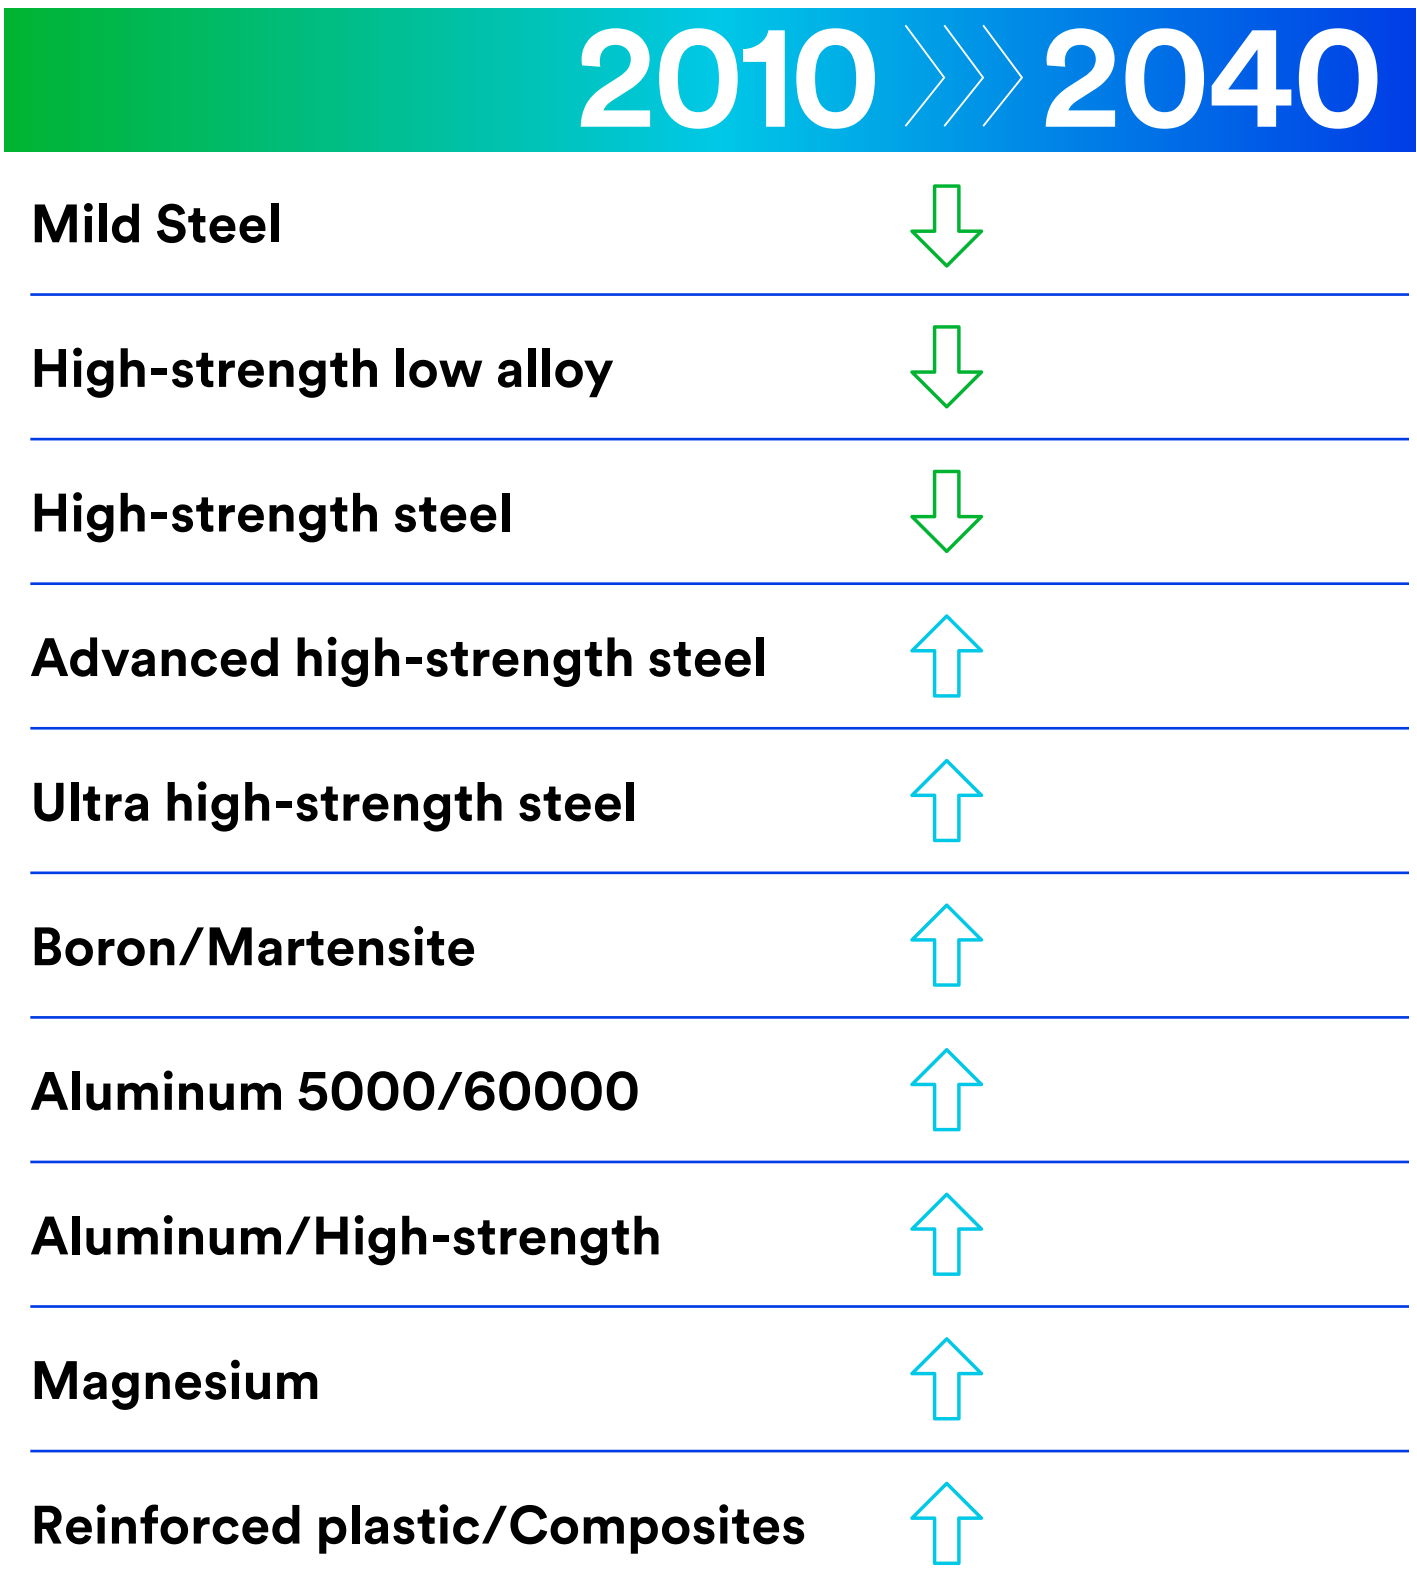 2010 2040
Mild Steel
High-strength low alloy
High-strength steel
Advanced high-strength steel
Ultra high-strength steel
Boron/Martensite
Aluminum 5000/60000
Aluminum/High-strength
Magnesium
Reinforced plastic/Composites